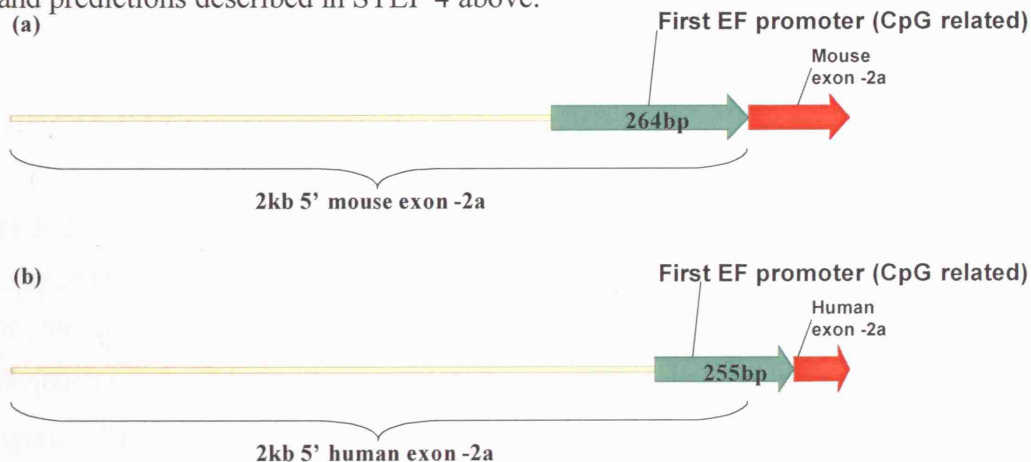 and predictions described in STEP 4 above.
(a)
First EF promoter (CpG related)
Mouse
exon -2a
264bp
2kb 5' mouse exon -2a
(b)
First EF promoter (CpG related)
Human
exon -2a
255bp
2kb 5' human exon -2a